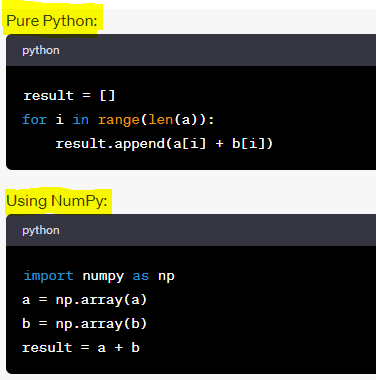 Pure Python:
python
result = []
for i in range(len(a)):
    result.append(a[i] + b[i])
Using NumPy:
python
import numpy as np
a = np.array(a)
b = np.array(b)
result = a + b